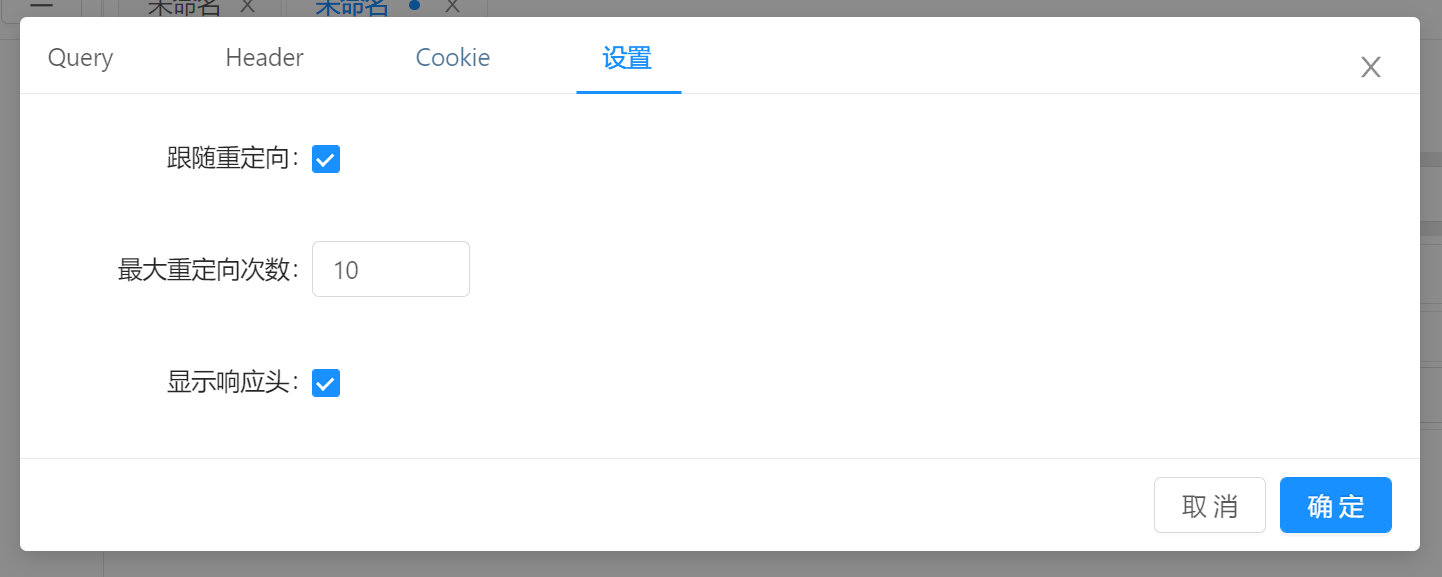 未命名 X 未命名 X
Query Header Cookie 设置 X
跟随重定向：
最大重定向次数： 10
显示响应头：
取消 确定